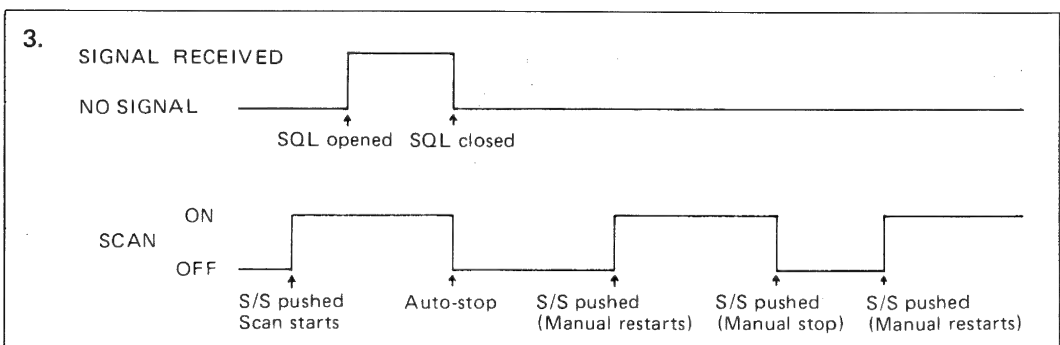 3.
SIGNAL RECEIVED
NO SIGNAL
SQL opened SQL closed
ON
SCAN
OFF
S/S pushed
Scan starts
Auto-stop
S/S pushed
(Manual restarts)
S/S pushed
(Manual stop)
S/S pushed
(Manual restarts)